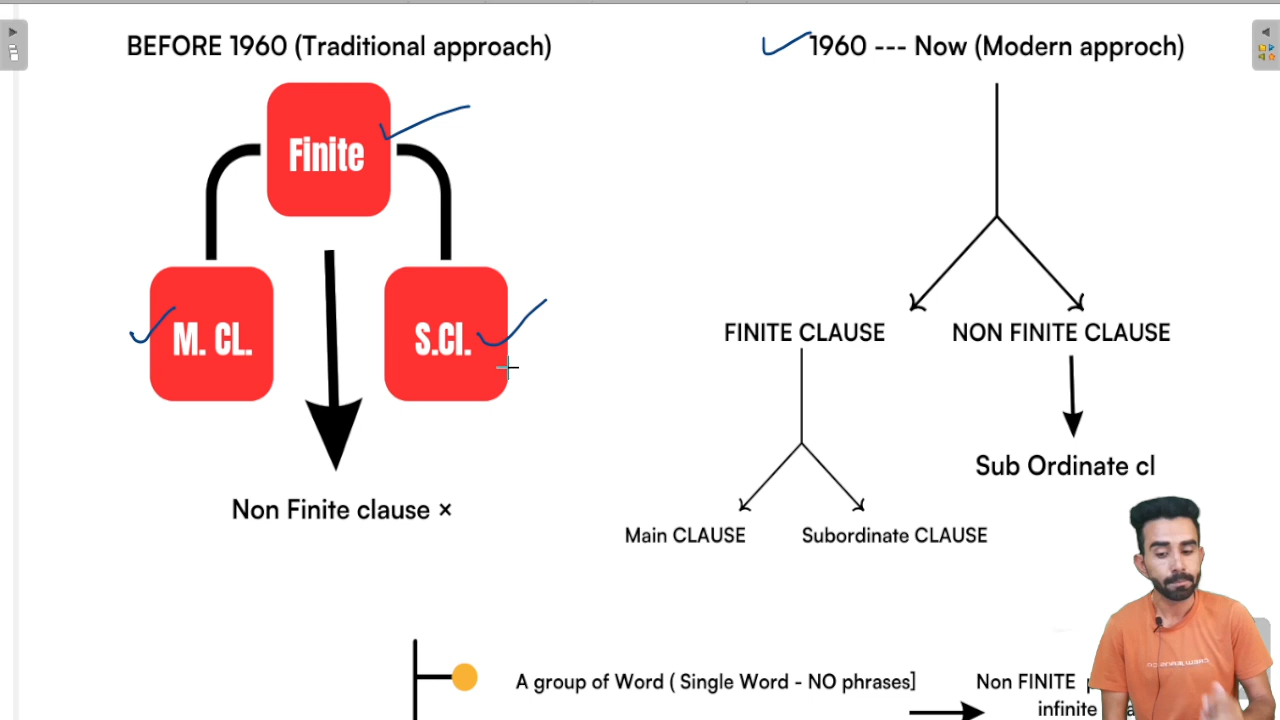 BEFORE 1960 (Traditional approach)
Finite
M. CL.
S.Cl.
Non Finite clause ×
1960 --- Now (Modern approch)
FINITE CLAUSE
NON FINITE CLAUSE
Sub Ordinate cl
Main CLAUSE
Subordinate CLAUSE
A group of Word ( Single Word - NO phrases]
Non FINITE
infinite